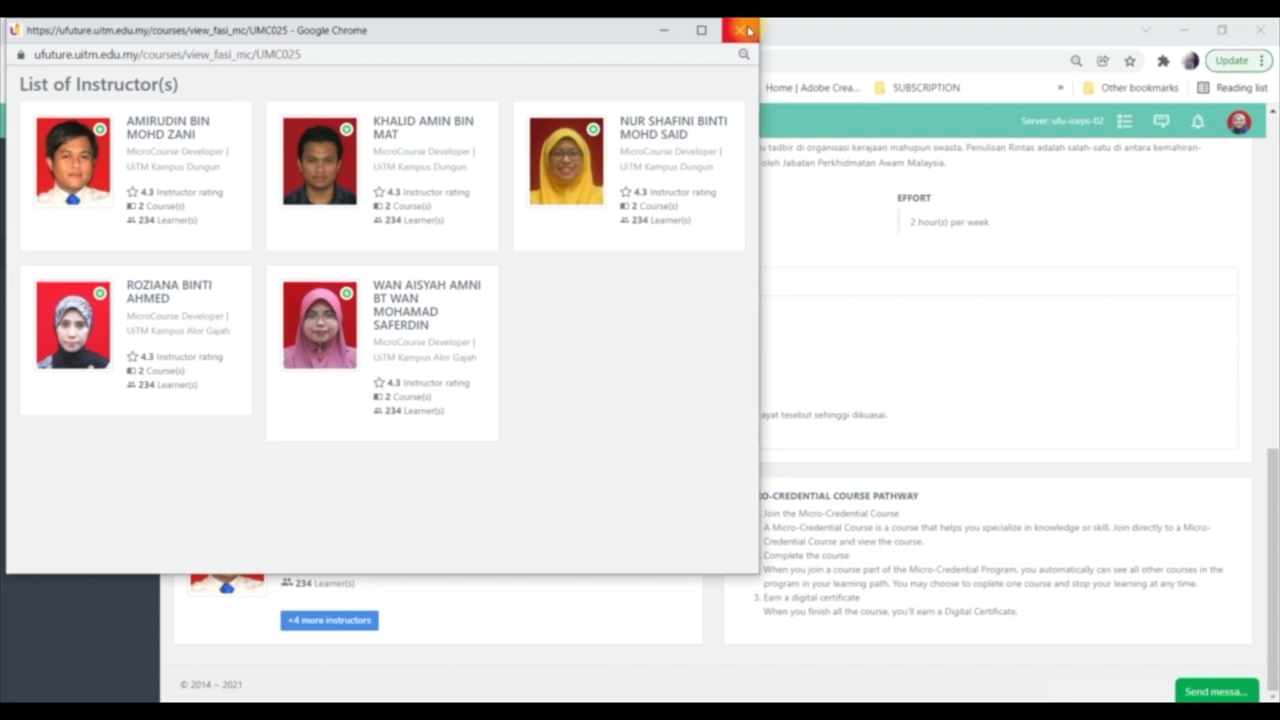 https://ufuture.uitm.edu.my/courses/view_fasi_mc/UMC025 - Google Chrome
ufuture.uitm.edu.my/courses/view_fasi_mc/UMC025
List of Instructor(s)
AMIRUDIN BIN
MOHD ZANI
MicroCourse Developer |
UiTM Kampus Dungun
4.3 Instructor rating
2 Course(s)
234 Learner(s)
KHALID AMIN BIN
MAT
MicroCourse Developer |
UiTM Kampus Dungun
4.3 Instructor rating
2 Course(s)
234 Learner(s)
NUR SHAFINI BINTI
MOHD SAID
MicroCourse Developer |
UiTM Kampus Dungun
4.3 Instructor rating
2 Course(s)
234 Learner(s)
ROZIANA BINTI
AHMED
MicroCourse Developer |
UiTM Kampus Alor Gajah
4.3 Instructor rating
2 Course(s)
234 Learner(s)
WAN AISYAH AMNI
BT WAN
MOHAMAD
SAFERDIN
MicroCourse Developer |
UiTM Kampus Alor Gajah
4.3 Instructor rating
2 Course(s)
234 Learner(s)
Update
Home | Adobe Crea...
SUBSCRIPTION
»
Other bookmarks
Reading list
Server: ufu-iceps-02
u tadbir di organisasi kerajaan mahupun swasta. Penulisan Rintas adalah salah-satu di antara kemahiran-
oleh Jabatan Perkhidmatan Awam Malaysia.
EFFORT
2 hour(s) per week
ayat tesebut sehinggi dikuasai.
O-CREDENTIAL COURSE PATHWAY
Join the Micro-Credential Course
A Micro-Credential Course is a course that helps you specialize in knowledge or skill. Join directly to a Micro-
Credential Course and view the course.
Complete the course
When you join a course part of the Micro-Credential Program, you automatically can see all other courses in the
program in your learning path. You may choose to coplete one course and stop your learning at any time.
3. Earn a digital certificate
When you finish all the course, you'll earn a Digital Certificate.
234 Learner(s)
+4 more instructors
© 2014 ~ 2021
Send messa...